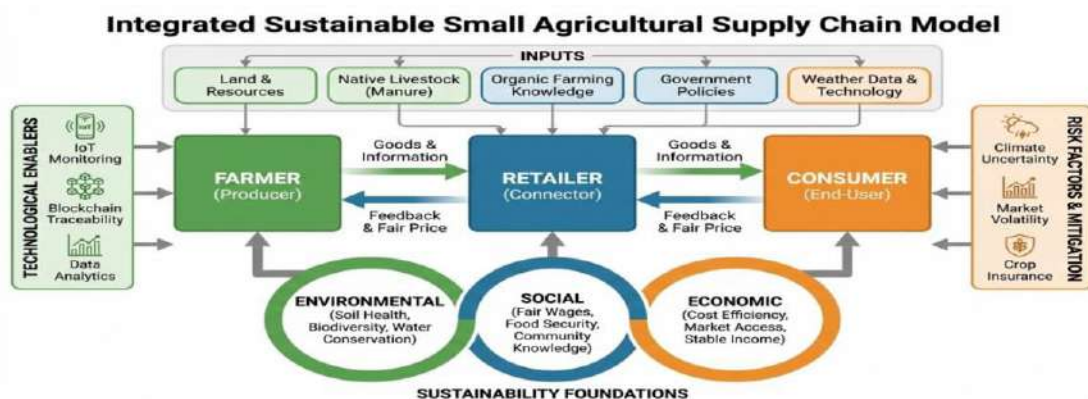 Integrated Sustainable Small Agricultural Supply Chain Model
INPUTS
Land &
Resources
Native Livestock
(Manure)
Organic Farming
Knowledge
Government
Policies
Weather Data &
Technology
TECHNOLOGICAL ENABLERS
IoT
IoT
Monitoring
Blockchain
Traceability
Data
Analytics
FARMER
(Producer)
Goods &
Information
Feedback
& Fair Price
RETAILER
(Connector)
Goods &
Information
Feedback
& Fair Price
CONSUMER
(End-User)
Climate
Uncertainty
Market
Volatility
Crop
Insurance
RISK FACTORS & MITIGATION
ENVIRONMENTAL
(Soil Health,
Biodiversity, Water
Conservation)
SOCIAL
(Fair Wages,
Food Security,
Community
Knowledge)
ECONOMIC
(Cost Efficiency,
Market Access,
Stable Income)
SUSTAINABILITY FOUNDATIONS